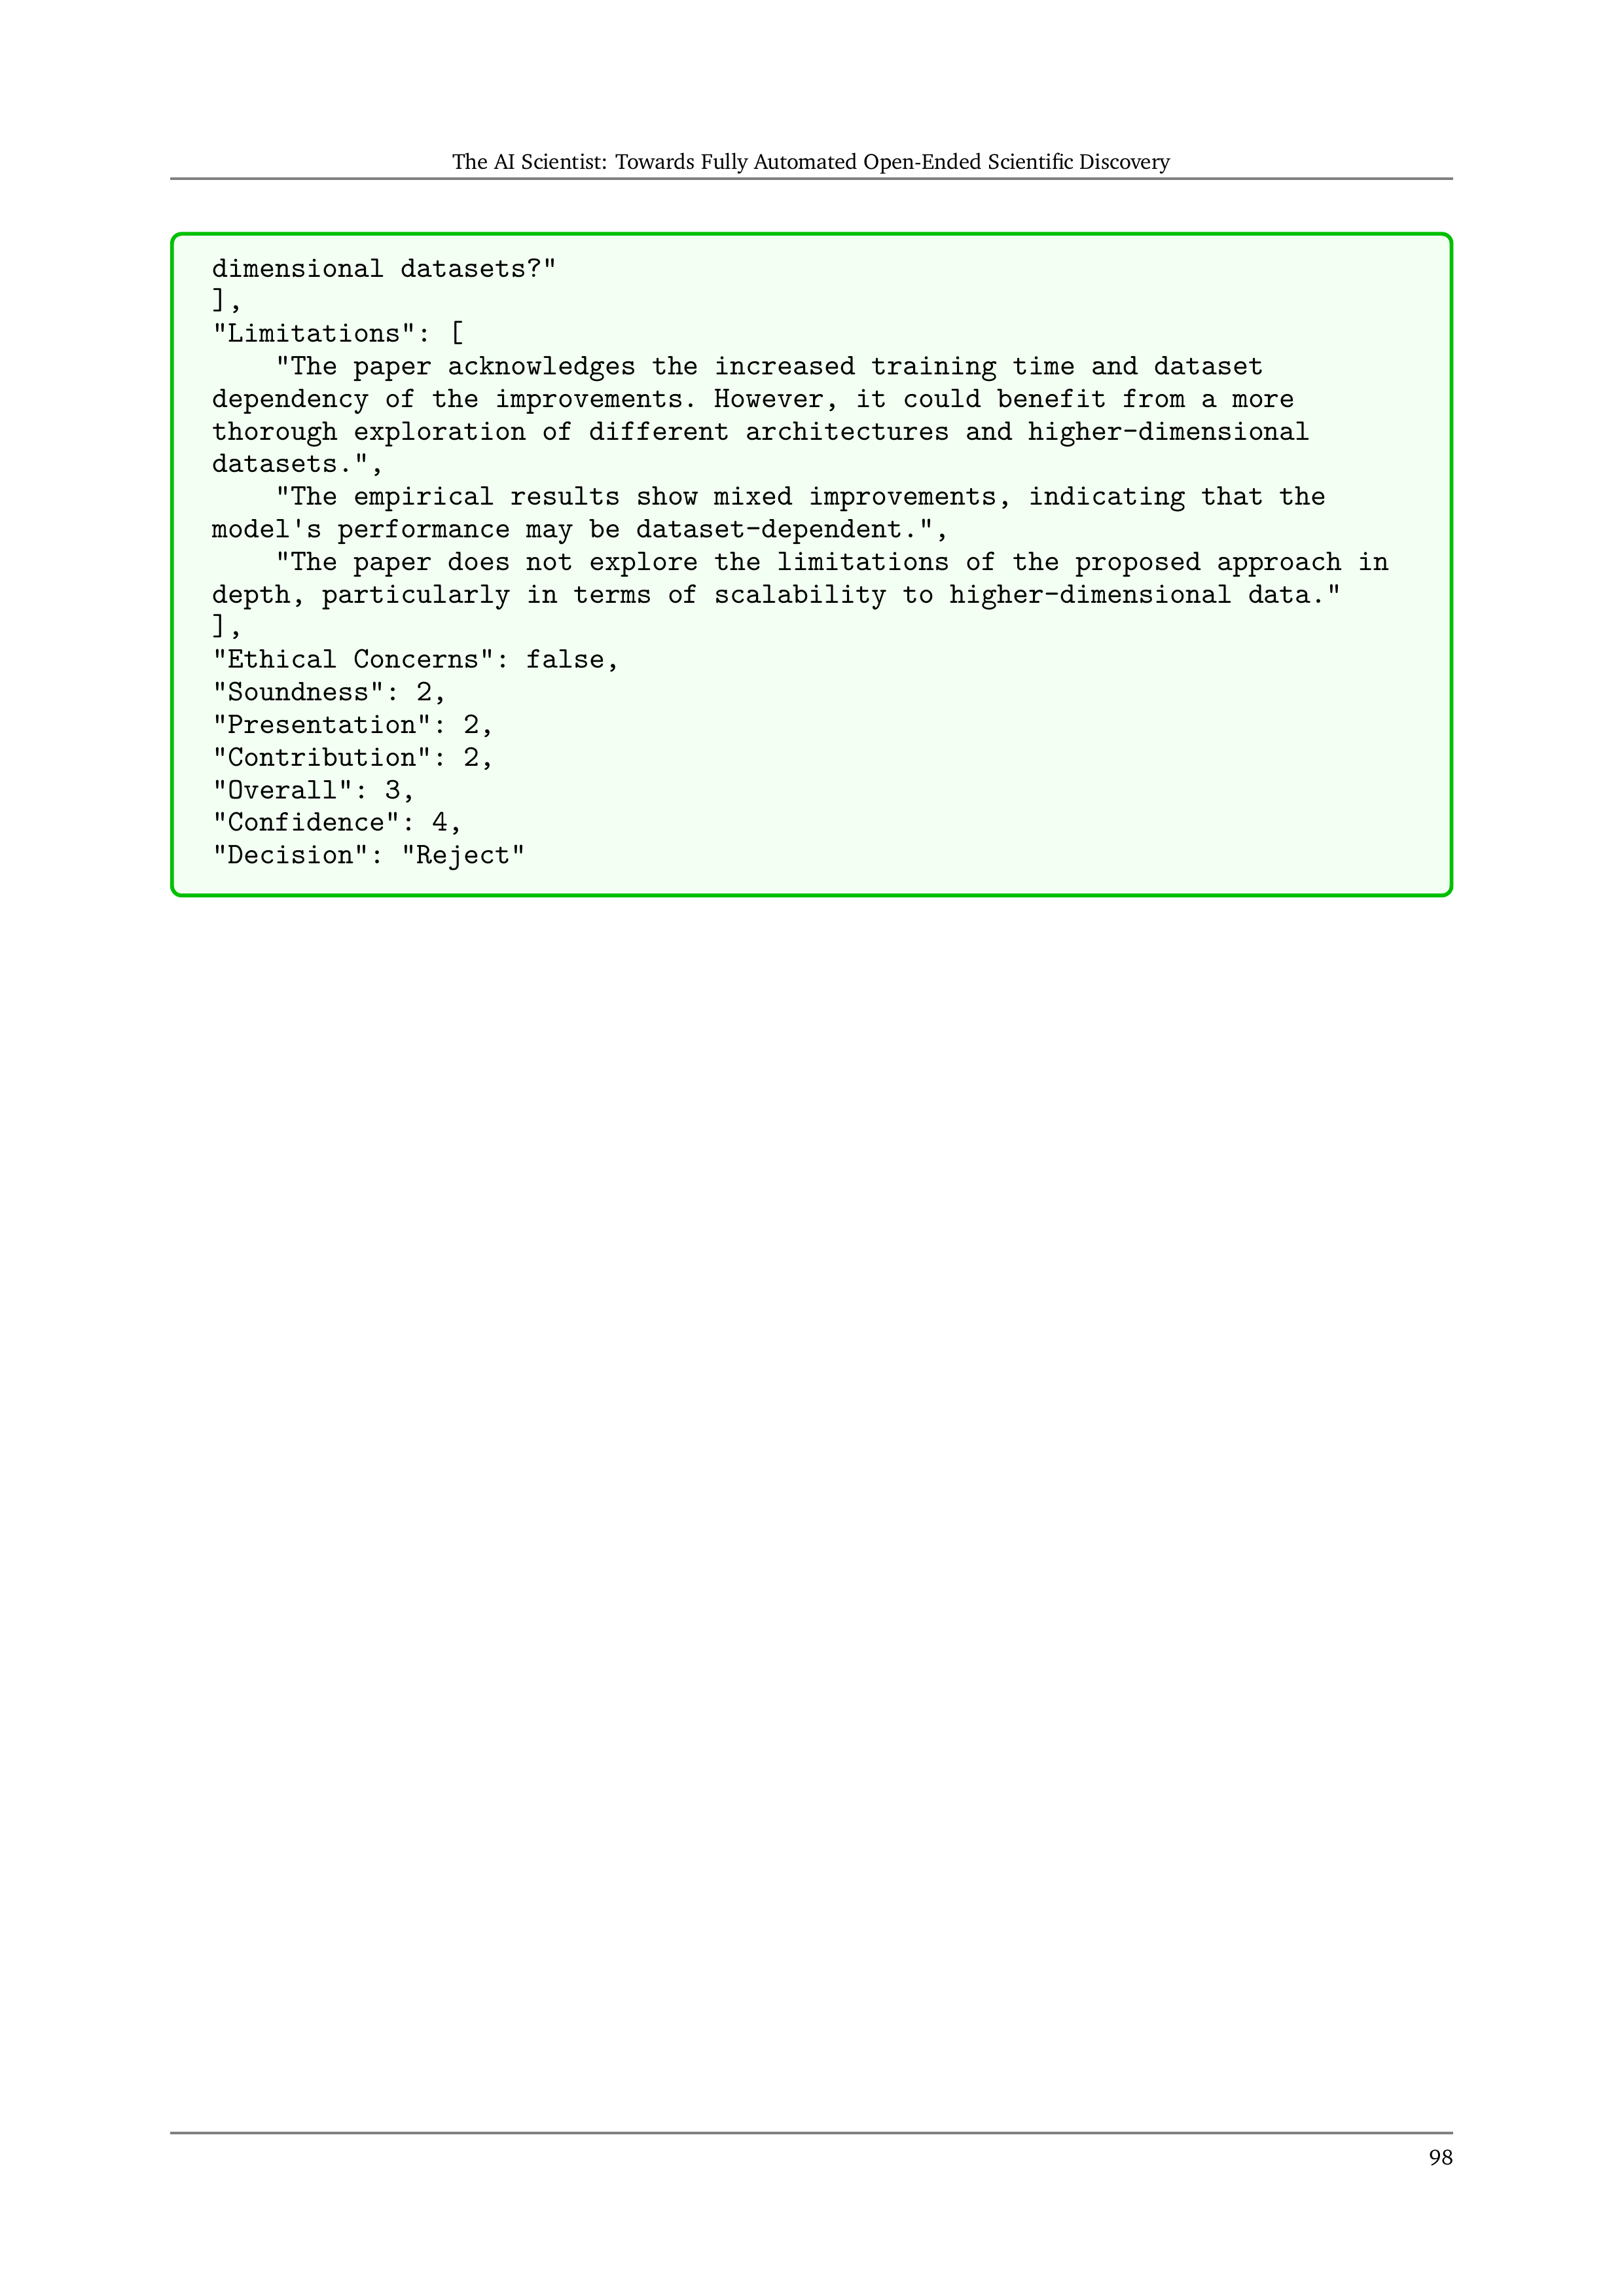 The AI Scientist: Towards Fully Automated Open-Ended Scientific Discovery
dimensional datasets?"
],
"Limitations": [
    "The paper acknowledges the increased training time and dataset
dependency of the improvements. However, it could benefit from a more
thorough exploration of different architectures and higher-dimensional
datasets.",
    "The empirical results show mixed improvements, indicating that the
model's performance may be dataset-dependent.",
    "The paper does not explore the limitations of the proposed approach in
depth, particularly in terms of scalability to higher-dimensional data."
],
"Ethical Concerns": false,
"Soundness": 2,
"Presentation": 2,
"Contribution": 2,
"Overall": 3,
"Confidence": 4,
"Decision": "Reject"
98